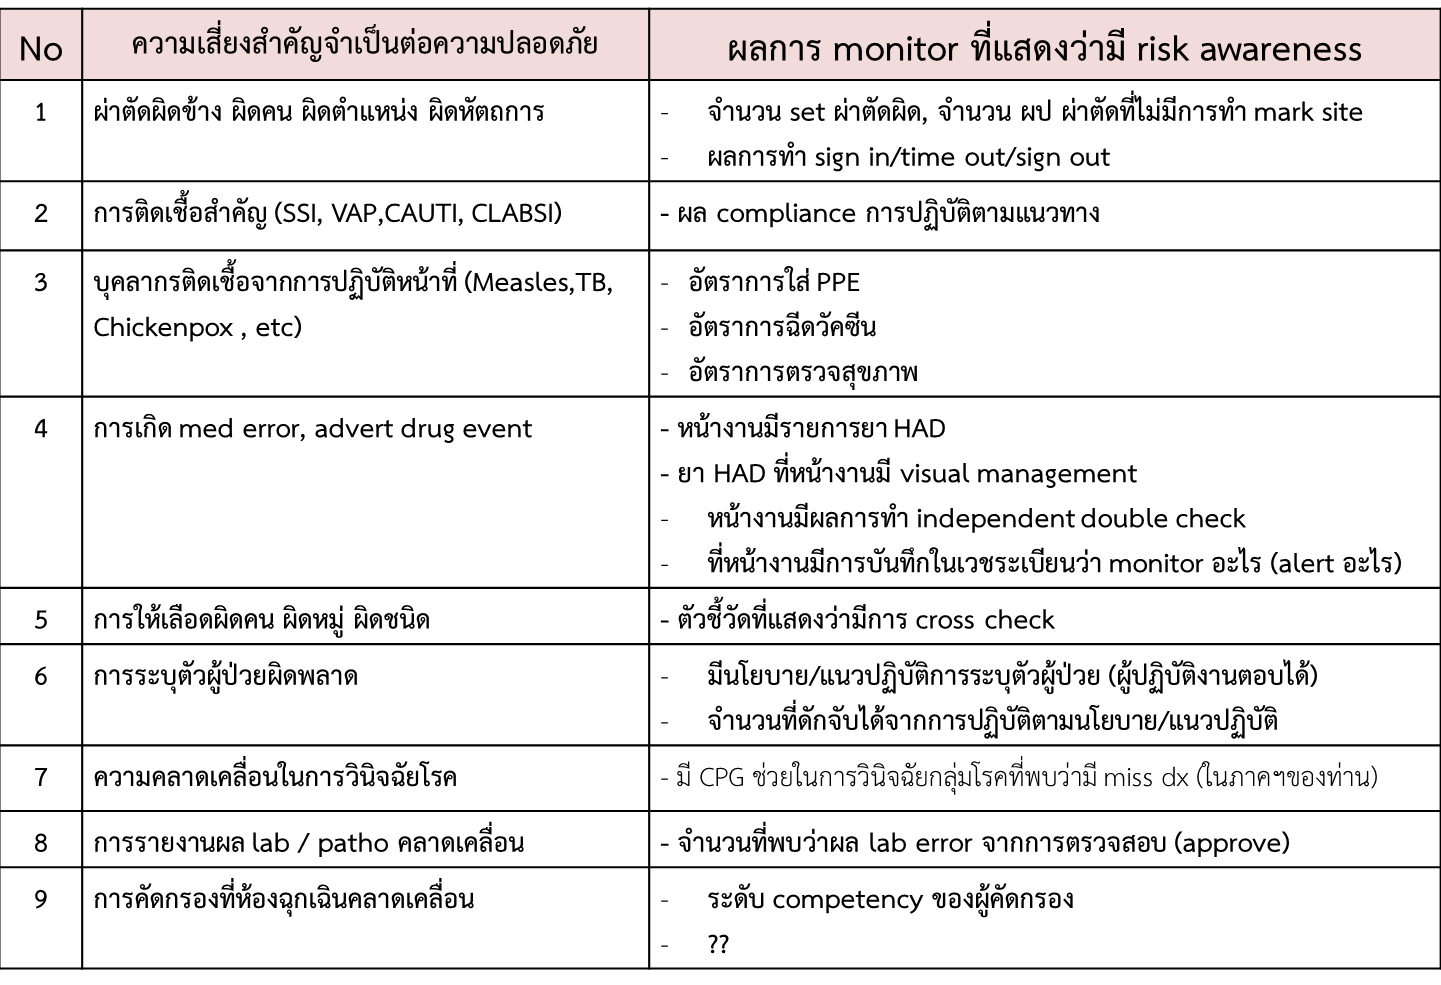 No ความเสี่ยงสำคัญจำเป็นต่อความปลอดภัย ผลการ monitor ที่แสดงว่ามี risk awareness
1 ผ่าตัดผิดข้าง ผิดคน ผิดตำแหน่ง ผิดหัตถการ - จำนวน set ผ่าตัดผิด, จำนวน ผป ผ่าตัดที่ไม่มีการทำ mark site
- ผลการทำ sign in/time out/sign out
2 การติดเชื้อสำคัญ (SSI, VAP,CAUTI, CLABSI) - ผล compliance การปฏิบัติตามแนวทาง
3 บุคลากรติดเชื้อจากการปฏิบัติหน้าที่ (Measles,TB, - อัตราการใส่ PPE
Chickenpox , etc) - อัตราการฉีดวัคซีน
- อัตราการตรวจสุขภาพ
4 การเกิด med error, advert drug event - หน้างานมีรายการยา HAD
- ยา HAD ที่หน้างานมี visual management
- หน้างานมีผลการทำ independent double check
- ที่หน้างานมีการบันทึกในเวชระเบียนว่า monitor อะไร (alert อะไร)
5 การให้เลือดผิดคน ผิดหมู่ ผิดชนิด - ตัวชี้วัดที่แสดงว่ามีการ cross check
6 การระบุตัวผู้ป่วยผิดพลาด - มีนโยบาย/แนวปฏิบัติการระบุตัวผู้ป่วย (ผู้ปฏิบัติงานตอบได้)
- จำนวนที่ดักจับได้จากการปฏิบัติตามนโยบาย/แนวปฏิบัติ
7 ความคลาดเคลื่อนในการวินิจฉัยโรค - มี CPG ช่วยในการวินิจฉัยกลุ่มโรคที่พบว่ามี miss dx (ในภาคฯของท่าน)
8 การรายงานผล lab / patho คลาดเคลื่อน - จำนวนที่พบว่าผล lab error จากการตรวจสอบ (approve)
9 การคัดกรองที่ห้องฉุกเฉินคลาดเคลื่อน - ระดับ competency ของผู้คัดกรอง
- ??